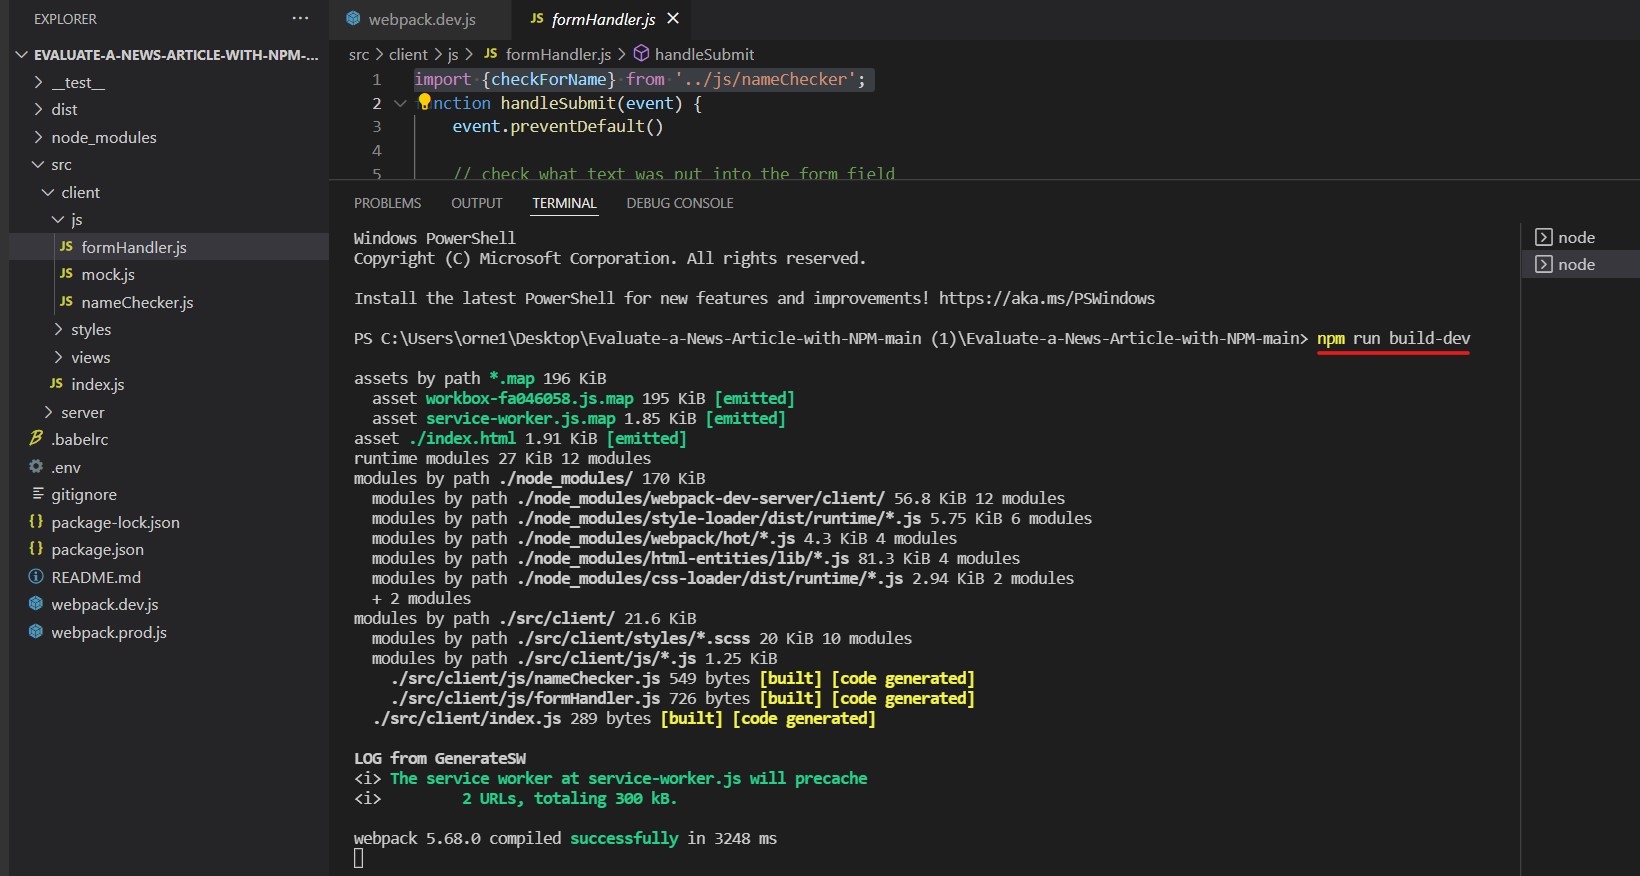 EXPLORER
···
EVALUATE-A-NEWS-ARTICLE-WITH-NPM-...
__test__
dist
node_modules
src
client
js
JS formHandler.js
JS mock.js
JS nameChecker.js
styles
views
JS index.js
server
.babelrc
.env
gitignore
{} package-lock.json
{} package.json
README.md
webpack.dev.js
webpack.prod.js
webpack.dev.js
JS formHandler.js
src > client > js > JS formHandler.js > handleSubmit
1 import {checkForName} from '../js/nameChecker';
2 nction handleSubmit(event) {
3 event.preventDefault()
4
5 // check what text was put into the form field
PROBLEMS OUTPUT TERMINAL DEBUG CONSOLE
Windows PowerShell
Copyright (C) Microsoft Corporation. All rights reserved.
Install the latest PowerShell for new features and improvements! https://aka.ms/PSWindows
PS C:\Users\orne1\Desktop\Evaluate-a-News-Article-with-NPM-main (1)\Evaluate-a-News-Article-with-NPM-main> npm run build-dev
assets by path *.map 196 KiB
asset workbox-fa046058.js.map 195 KiB [emitted]
asset service-worker.js.map 1.85 KiB [emitted]
asset ./index.html 1.91 KiB [emitted]
runtime modules 27 KiB 12 modules
modules by path ./node_modules/ 170 KiB
modules by path ./node_modules/webpack-dev-server/client/ 56.8 KiB 12 modules
modules by path ./node_modules/style-loader/dist/runtime/*.js 5.75 KiB 6 modules
modules by path ./node_modules/webpack/hot/*.js 4.3 KiB 4 modules
modules by path ./node_modules/html-entities/lib/*.js 81.3 KiB 4 modules
modules by path ./node_modules/css-loader/dist/runtime/*.js 2.94 KiB 2 modules
+ 2 modules
modules by path ./src/client/ 21.6 KiB
modules by path ./src/client/styles/*.scss 20 KiB 10 modules
modules by path ./src/client/js/*.js 1.25 KiB
./src/client/js/nameChecker.js 549 bytes [built] [code generated]
./src/client/js/formHandler.js 726 bytes [built] [code generated]
./src/client/index.js 289 bytes [built] [code generated]
LOG from GenerateSW
<i> The service worker at service-worker.js will precache
<i> 2 URLs, totaling 300 kB.
webpack 5.68.0 compiled successfully in 3248 ms
node
node